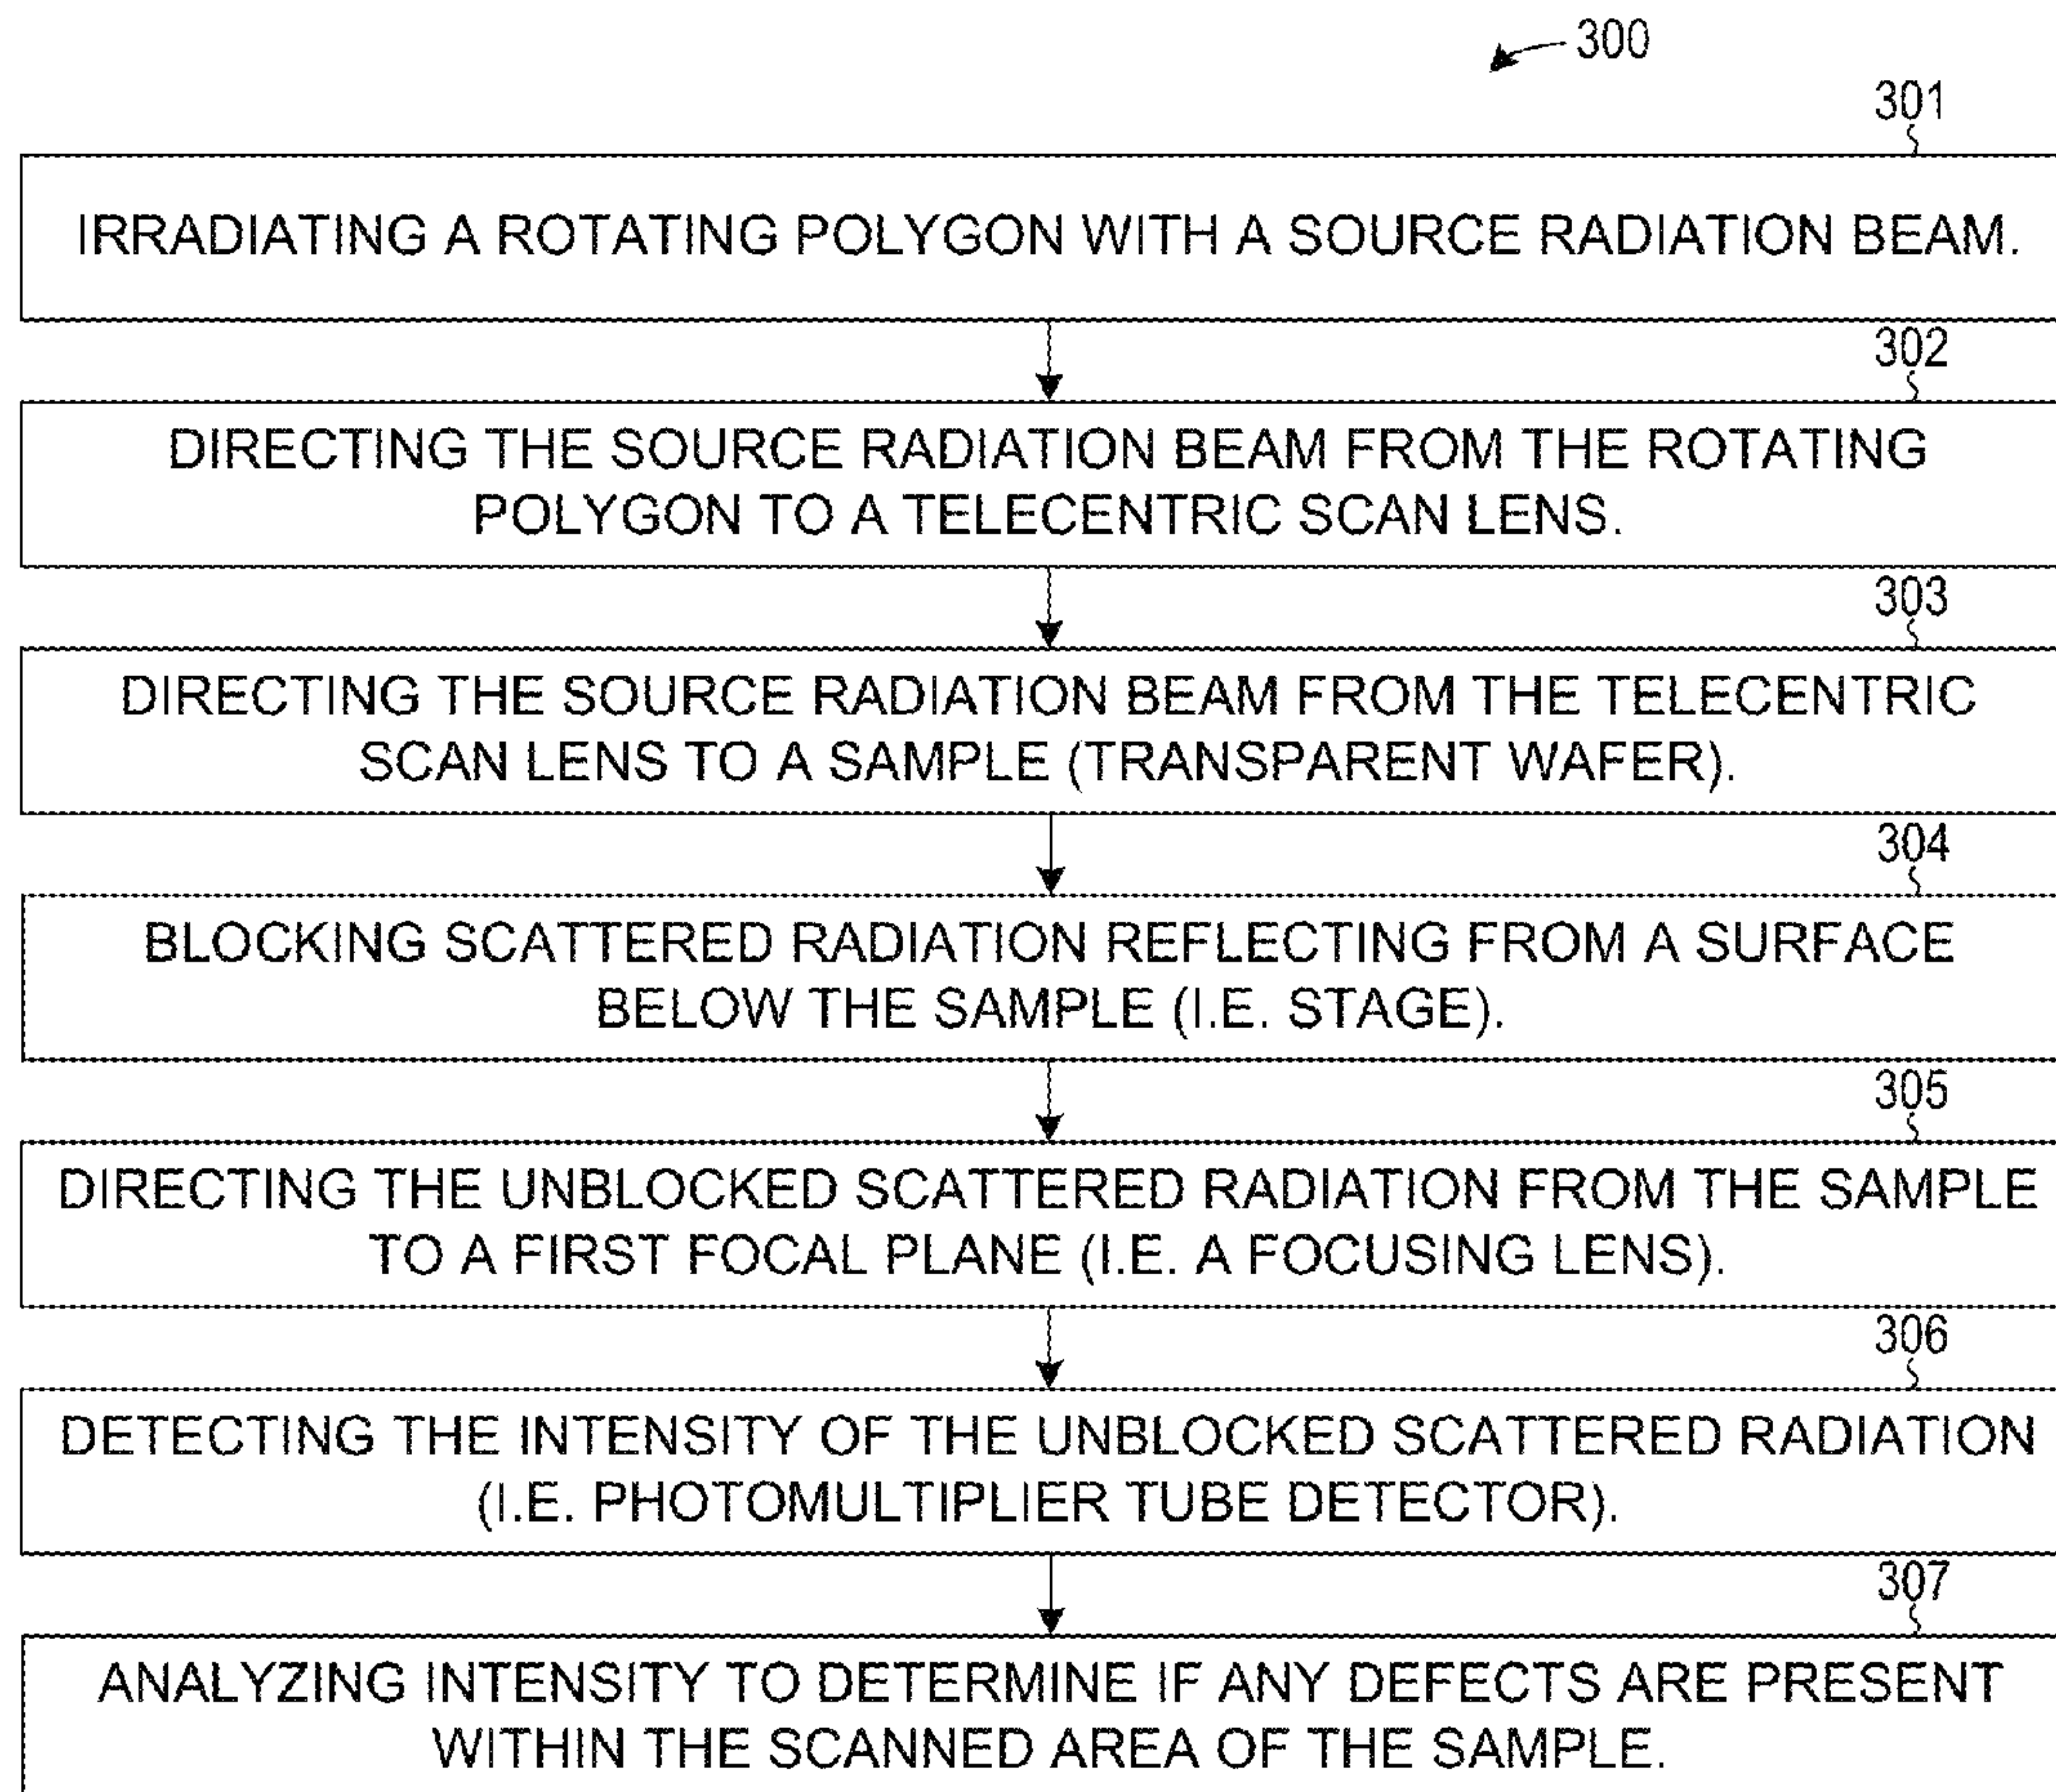 300
301
IRRADIATING A ROTATING POLYGON WITH A SOURCE RADIATION BEAM.
302
DIRECTING THE SOURCE RADIATION BEAM FROM THE ROTATING
POLYGON TO A TELECENTRIC SCAN LENS.
303
DIRECTING THE SOURCE RADIATION BEAM FROM THE TELECENTRIC
SCAN LENS TO A SAMPLE (TRANSPARENT WAFER).
304
BLOCKING SCATTERED RADIATION REFLECTING FROM A SURFACE
BELOW THE SAMPLE (I.E. STAGE).
305
DIRECTING THE UNBLOCKED SCATTERED RADIATION FROM THE SAMPLE
TO A FIRST FOCAL PLANE (I.E. A FOCUSING LENS).
306
DETECTING THE INTENSITY OF THE UNBLOCKED SCATTERED RADIATION
(I.E. PHOTOMULTIPLIER TUBE DETECTOR).
307
ANALYZING INTENSITY TO DETERMINE IF ANY DEFECTS ARE PRESENT
WITHIN THE SCANNED AREA OF THE SAMPLE.